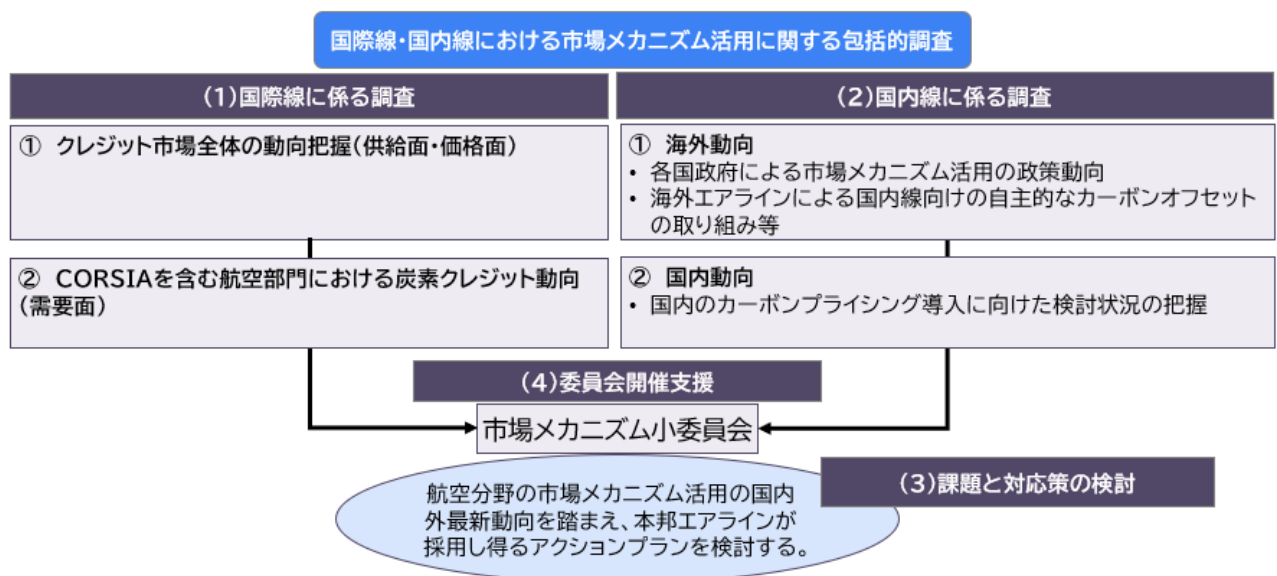 国際線・国内線における市場メカニズム活用に関する包括的調査
(1)国際線に係る調査
① クレジット市場全体の動向把握(供給面・価格面)
② CORSIAを含む航空部門における炭素クレジット動向
(需要面)
(2)国内線に係る調査
① 海外動向
• 各国政府による市場メカニズム活用の政策動向
• 海外エアラインによる国内線向けの自主的なカーボンオフセット
の取り組み等
② 国内動向
• 国内のカーボンプライシング導入に向けた検討状況の把握
(4)委員会開催支援
市場メカニズム小委員会
(3)課題と対応策の検討
航空分野の市場メカニズム活用の国内
外最新動向を踏まえ、本邦エアラインが
採用し得るアクションプランを検討する。